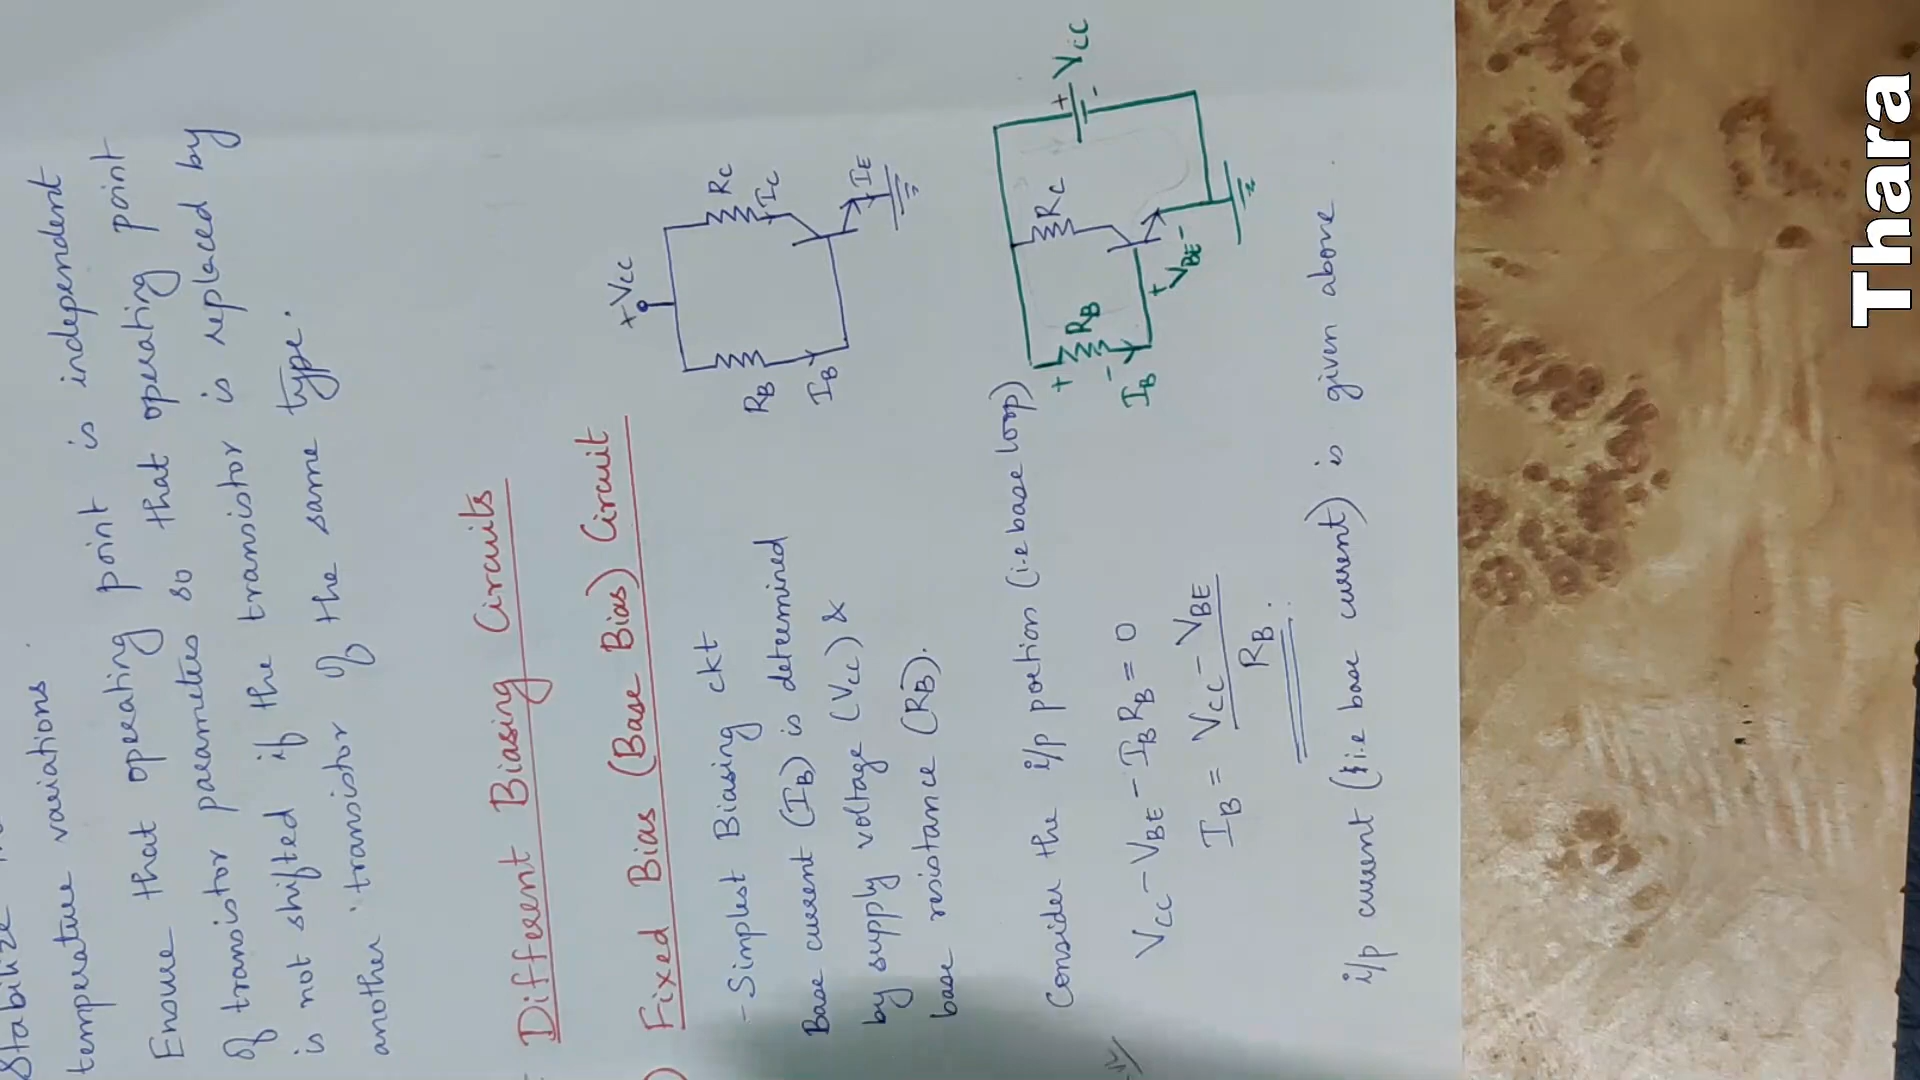 Stabilize
temperature variations.
Ensure that operating point is independent
of transistor parameters so that operating point
is not shifted if the transistor is replaced by
another transistor of the same type.
Different Biasing Circuits
) Fixed Bias (Base Bias) Circuit
- Simplest Biasing ckt
Base current (IB) is determined
by supply voltage (Vcc) &
base resistance (RB).
+Vcc
RC
IC
RB
IB
IE
Consider the i/p portion (i.e base loop)
VCC - VBE - IB RB = 0
IB = VCC - VBE
RB.
+ VCC
-
RC
+ RB
-
IB
+ VBE -
i/p current (i.e base current) is given above.
Thara